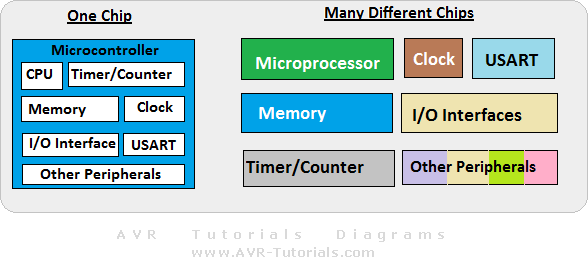 One Chip
Microcontroller
CPU
Timer/Counter
Memory
Clock
I/O Interface
USART
Other Peripherals
Many Different Chips
Microprocessor
Clock
USART
Memory
I/O Interfaces
Timer/Counter
Other Peripherals
AVR Tutorials Diagrams
www.AVR-Tutorials.com